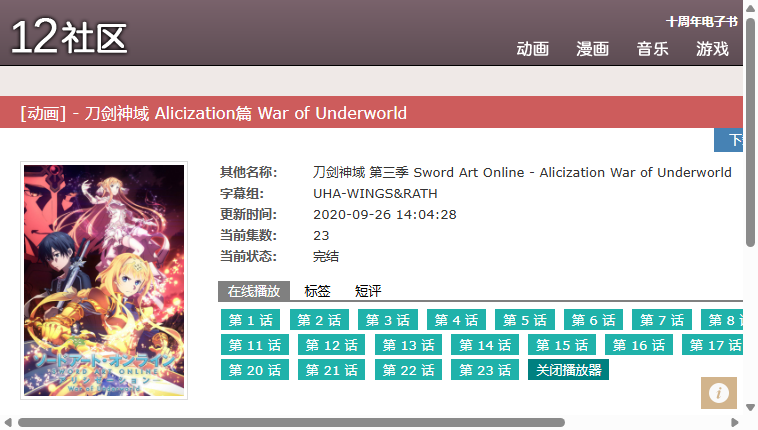 12社区
十周年电子书
动画 漫画 音乐 游戏
[动画] - 刀剑神域 Alicization篇 War of Underworld
其他名称: 刀剑神域 第三季 Sword Art Online - Alicization War of Underworld
字幕组: UHA-WINGS&RATH
更新时间: 2020-09-26 14:04:28
当前集数: 23
当前状态: 完结
在线播放 标签 短评
第 1 话 第 2 话 第 3 话 第 4 话 第 5 话 第 6 话 第 7 话 第 8
第 11 话 第 12 话 第 13 话 第 14 话 第 15 话 第 16 话 第 17 话
第 20 话 第 21 话 第 22 话 第 23 话 关闭播放器
ソードアート・オンライン
SWORD ART ONLINE